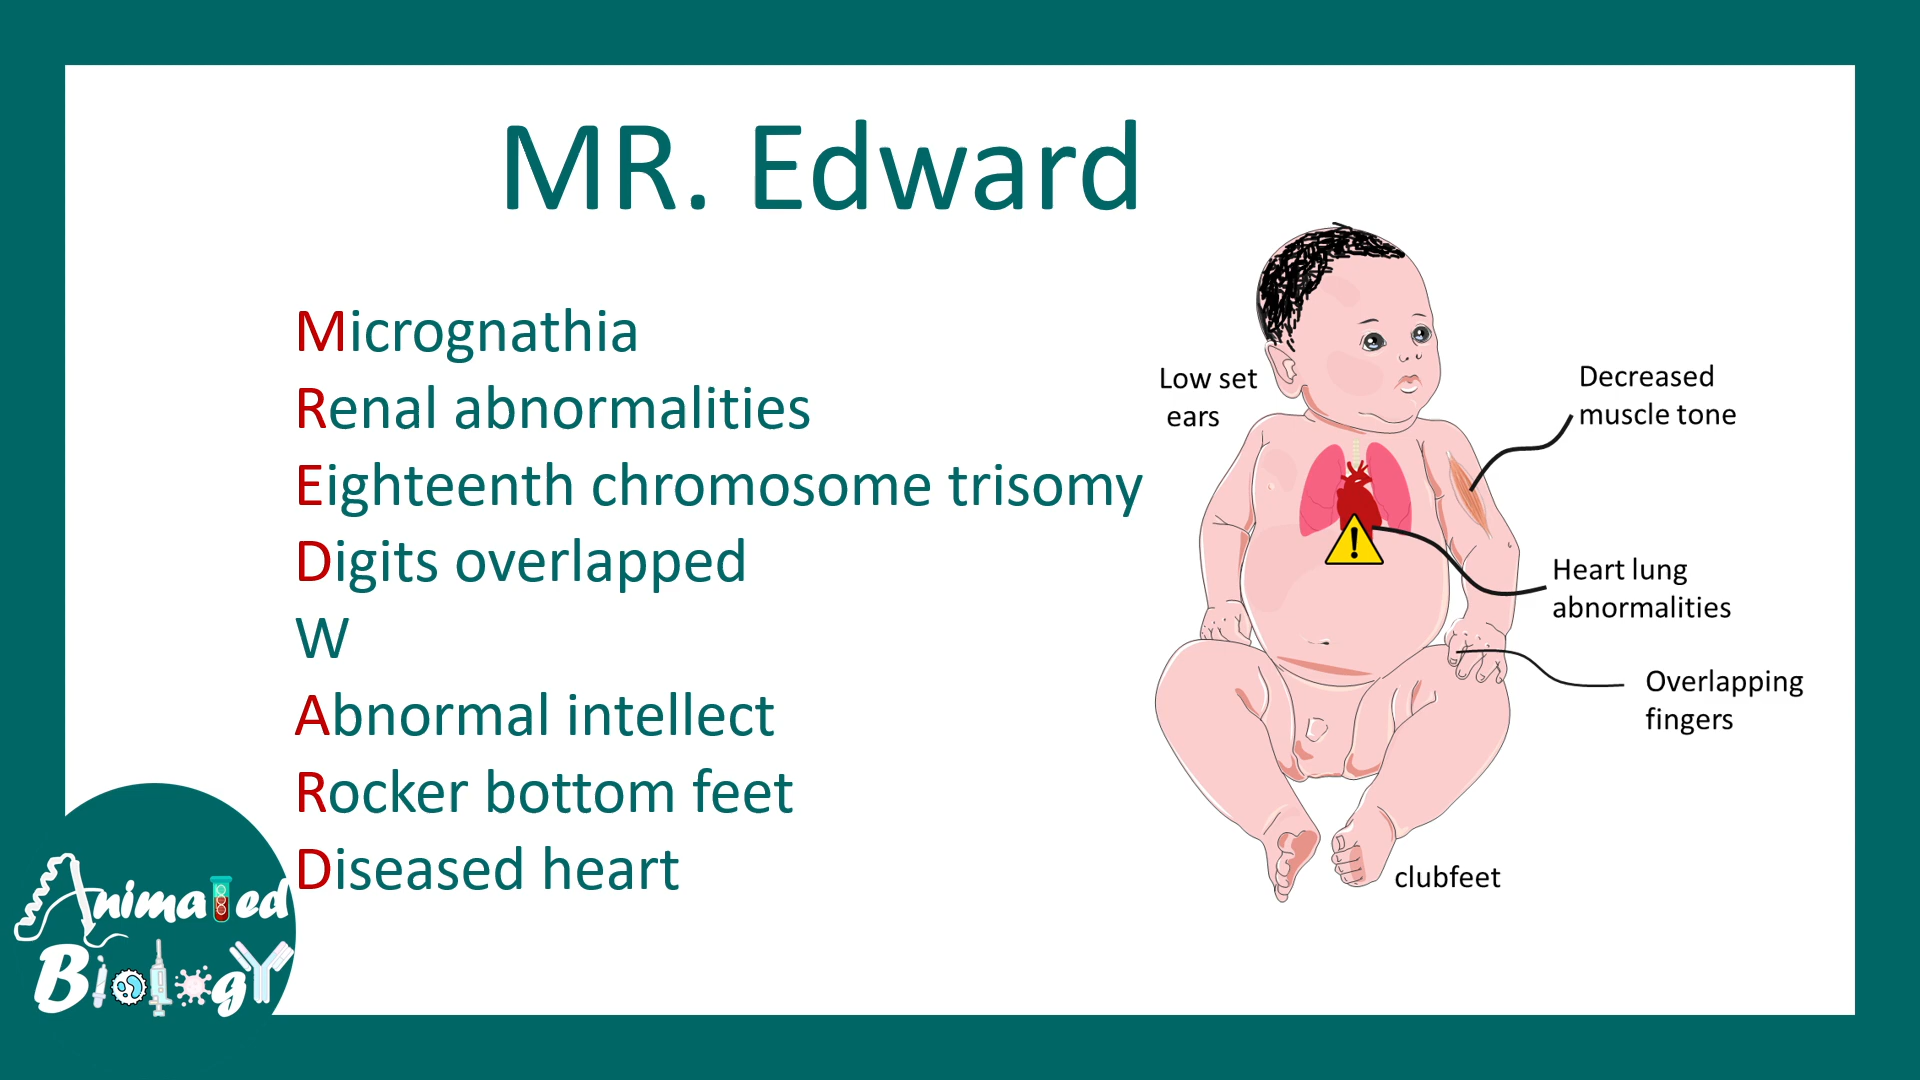 MR. Edward
Micrognathia
Renal abnormalities
Eighteenth chromosome trisomy
Digits overlapped
W
Abnormal intellect
Rocker bottom feet
Diseased heart
Low set
ears
Decreased
muscle tone
Heart lung
abnormalities
Overlapping
fingers
clubfeet
Animated
Biology